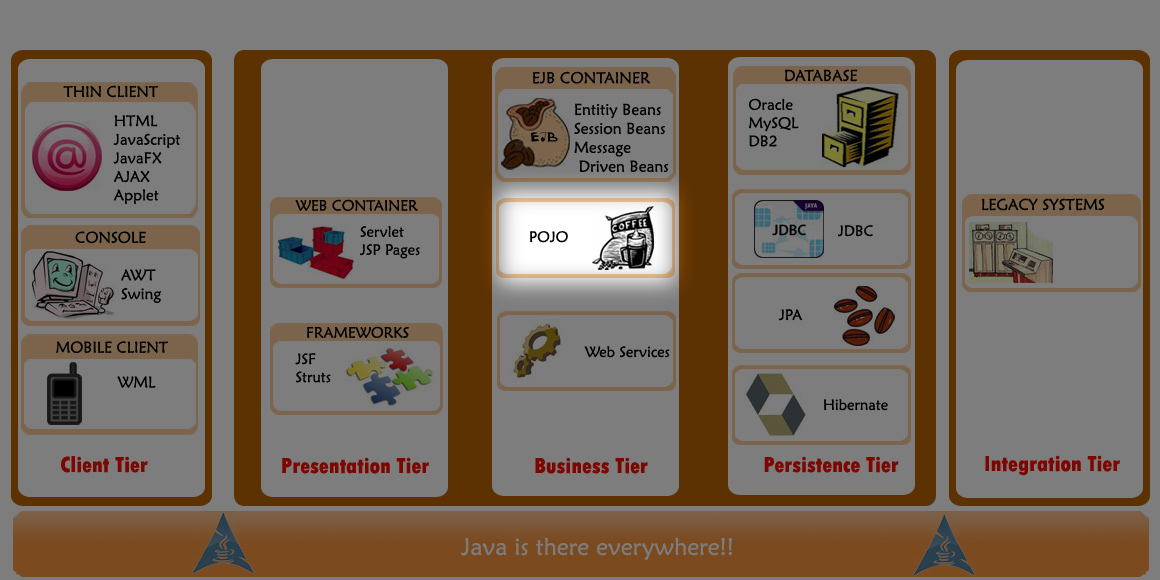 THIN CLIENT
HTML
JavaScript
JavaFX
AJAX
Applet
CONSOLE
AWT
Swing
MOBILE CLIENT
WML
Client Tier
WEB CONTAINER
Servlet
JSP Pages
FRAMEWORKS
JSF
Struts
Presentation Tier
EJB CONTAINER
EJB
Entitiy Beans
Session Beans
Message
Driven Beans
POJO
COFFEE
Web Services
Business Tier
DATABASE
Oracle
MySQL
DB2
JAVA
JDBC
JDBC
JPA
Hibernate
Persistence Tier
LEGACY SYSTEMS
Integration Tier
Java is there everywhere!!